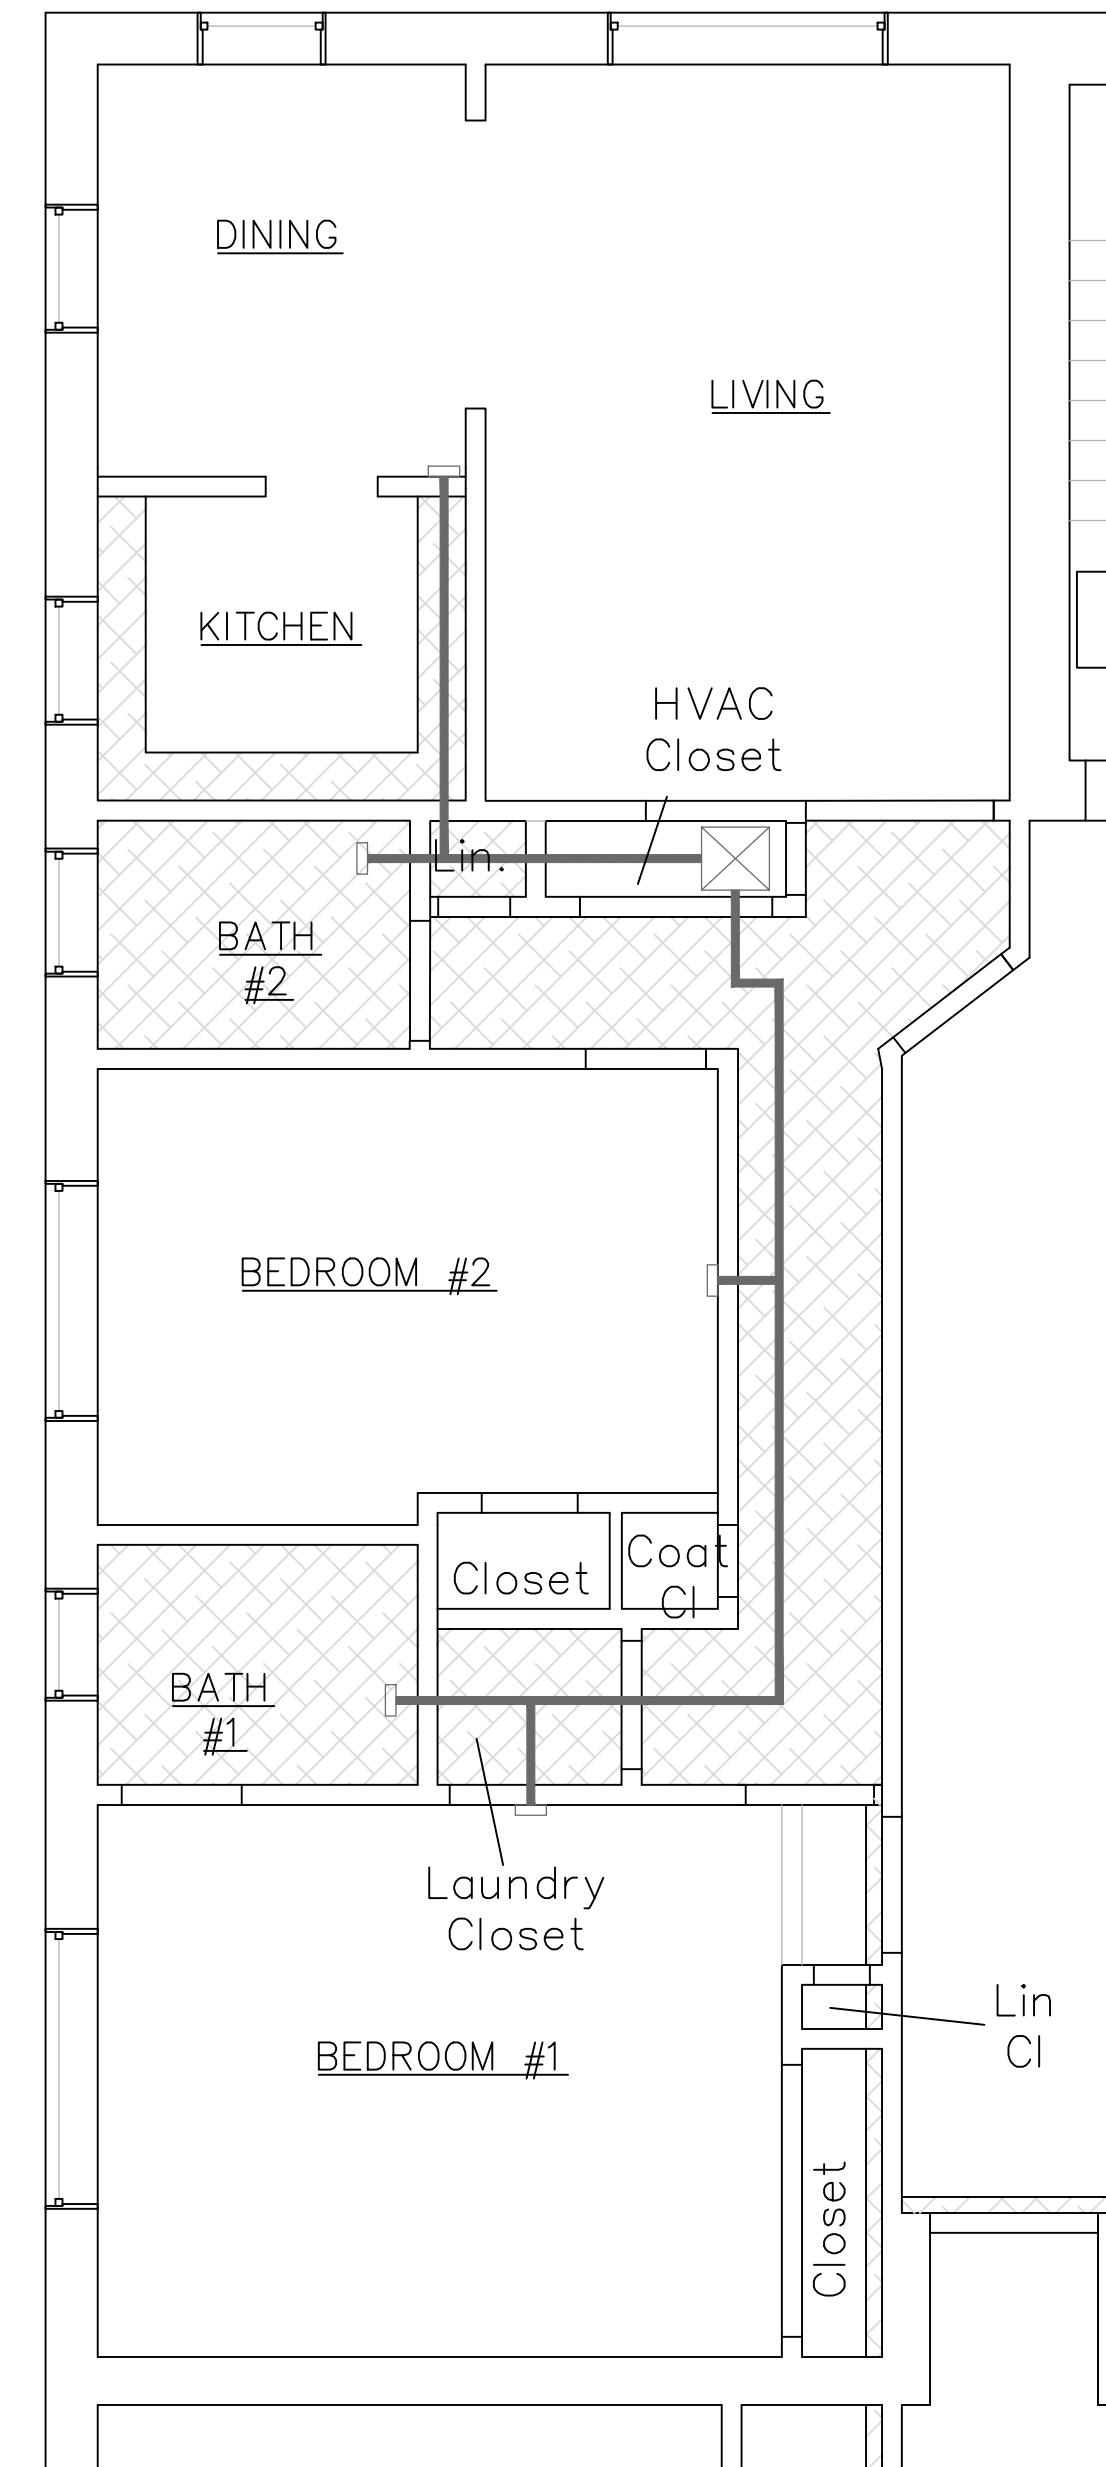 DINING
LIVING
KITCHEN
HVAC
Closet
Lin.
BATH
#2
BEDROOM #2
Closet
Coat
Cl
BATH
#1
Laundry
Closet
Lin
Cl
BEDROOM #1
Closet